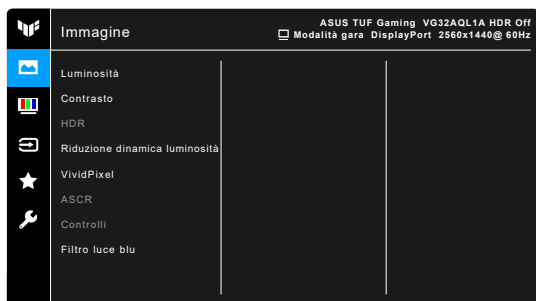 Immagine
ASUS TUF Gaming VG32AQL1A HDR Off
Modalità gara DisplayPort 2560x1440@ 60Hz
Luminosità
Contrasto
HDR
Riduzione dinamica luminosità
VividPixel
ASCR
Controlli
Filtro luce blu